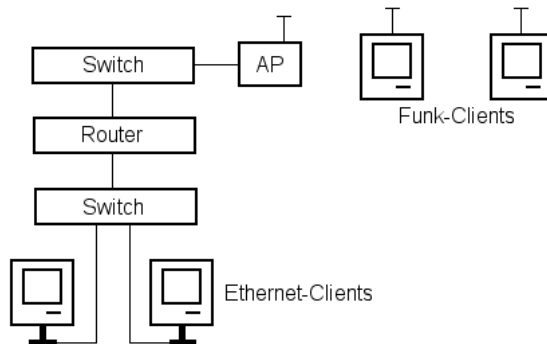 Switch
AP
Funk-Clients
Router
Switch
Ethernet-Clients